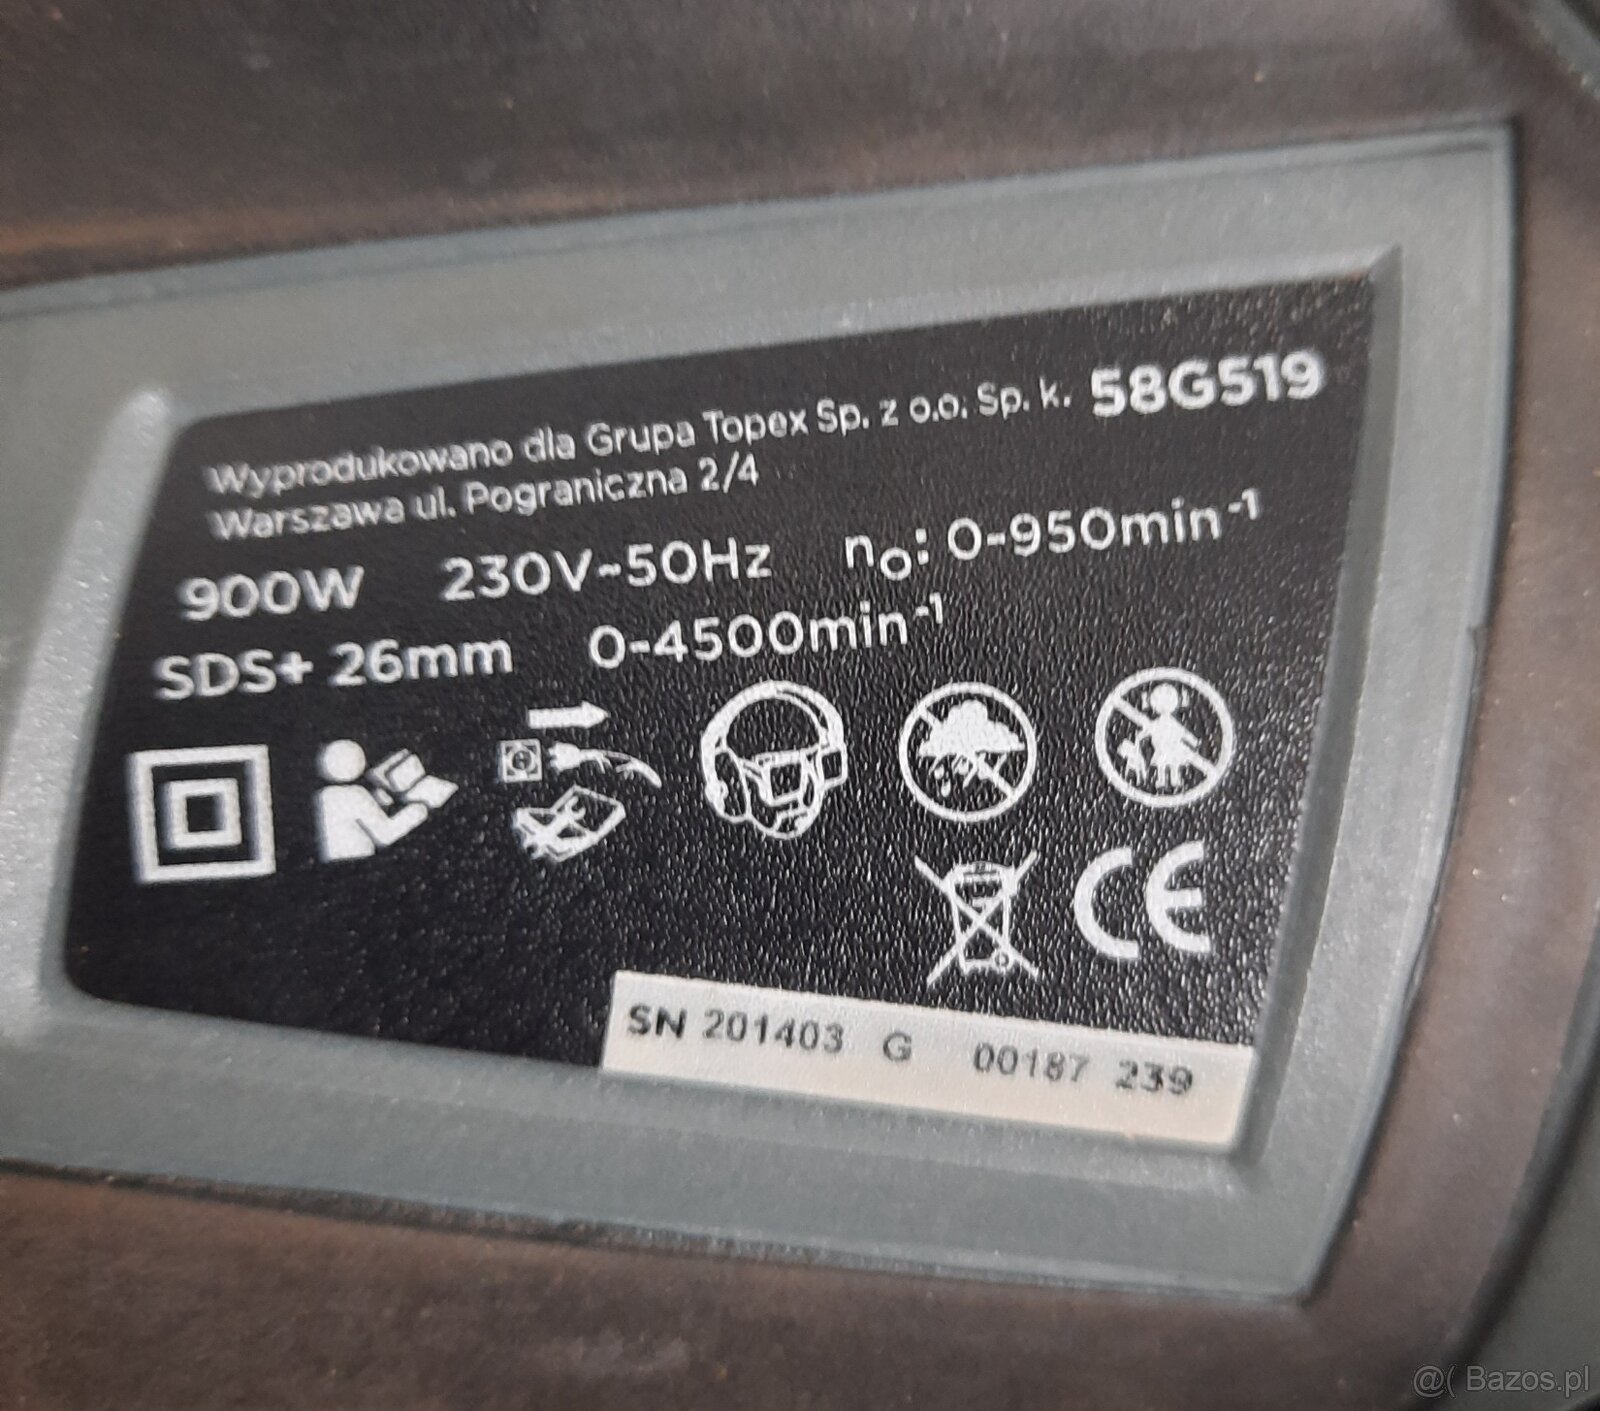 Wyprodukowano dla Grupa Topex Sp. z o.o. Sp. k. 58G519
Warszawa ul. Pograniczna 2/4
900W 230V~50Hz n₀: 0-950min⁻¹
SDS+ 26mm 0-4500min⁻¹
CE
SN 201403 G 00187 239
@( Bazos.pl